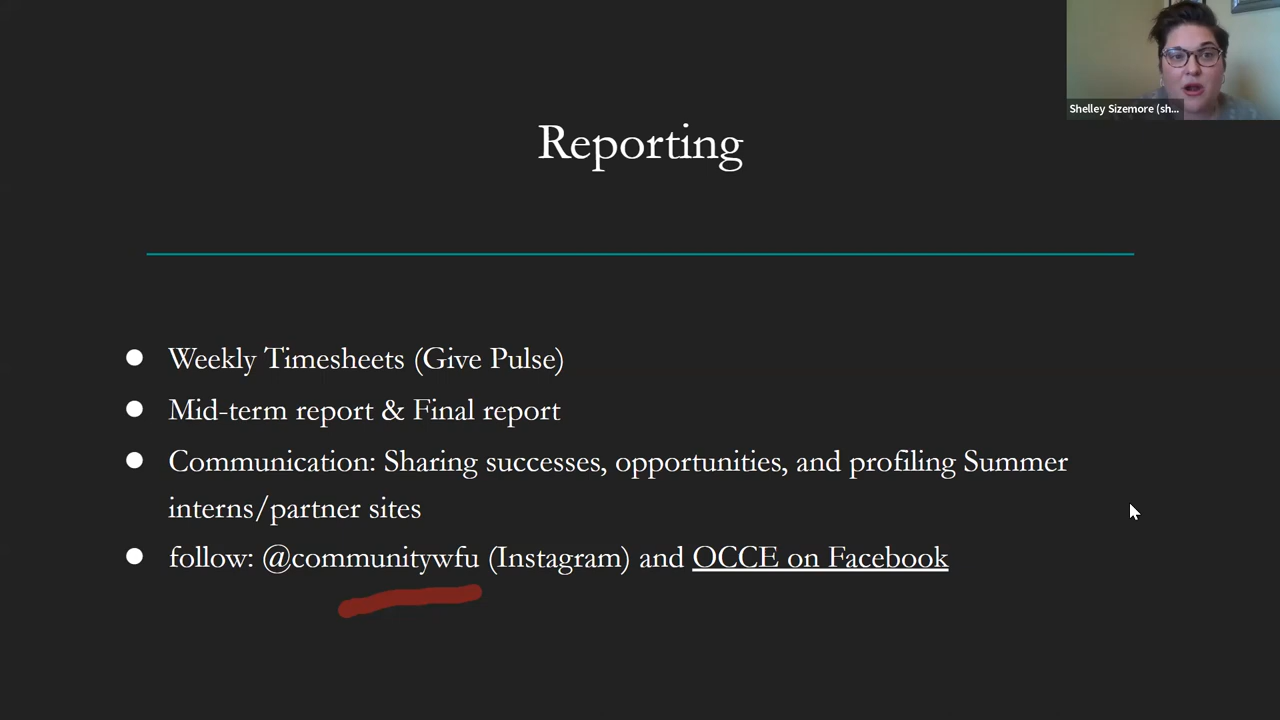 Shelley Sizemore (sh...
Reporting
● Weekly Timesheets (Give Pulse)
● Mid-term report & Final report
● Communication: Sharing successes, opportunities, and profiling Summer
interns/partner sites
● follow: @communitywfu (Instagram) and OCCE on Facebook